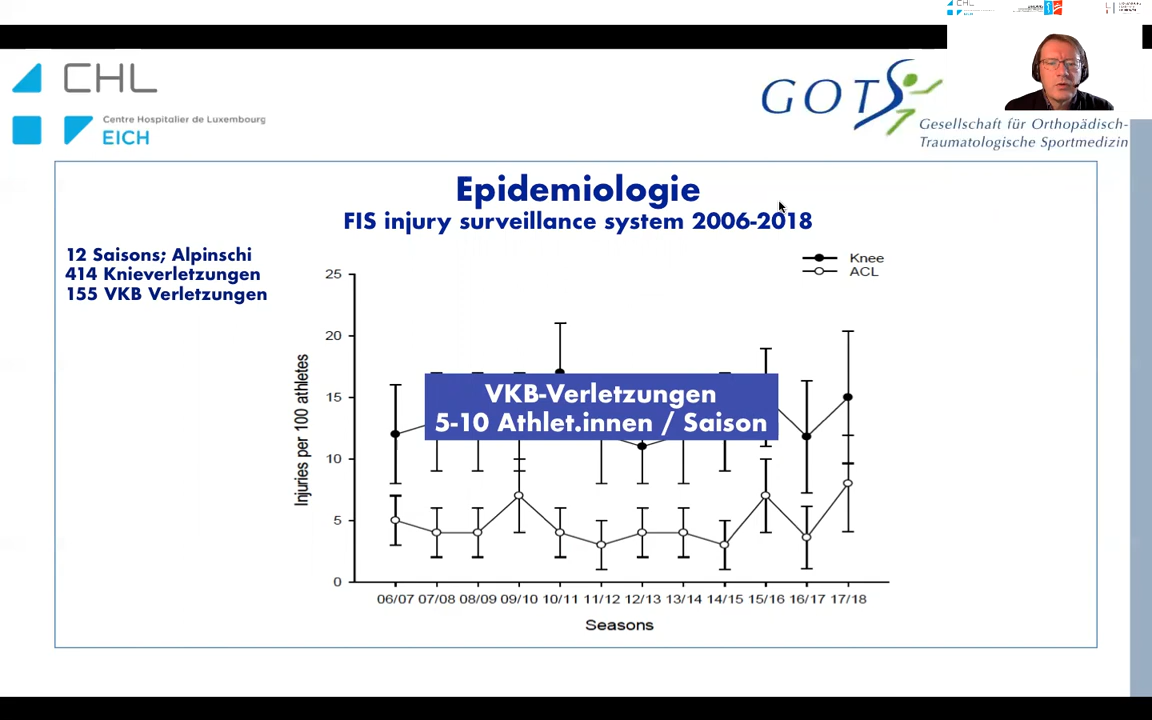 CHL
Centre Hospitalier de Luxembourg
EICH
GOTS
Gesellschaft für Orthopädisch-
Traumatologische Sportmedizin
Epidemiologie
FIS injury surveillance system 2006-2018
12 Saisons; Alpinschi
414 Knieverletzungen
155 VKB Verletzungen
Knee
ACL
25
20
15
10
5
0
Injuries per 100 athletes
VKB-Verletzungen
5-10 Athlet.innen / Saison
06/07 07/08 08/09 09/10 10/11 11/12 12/13 13/14 14/15 15/16 16/17 17/18
Seasons